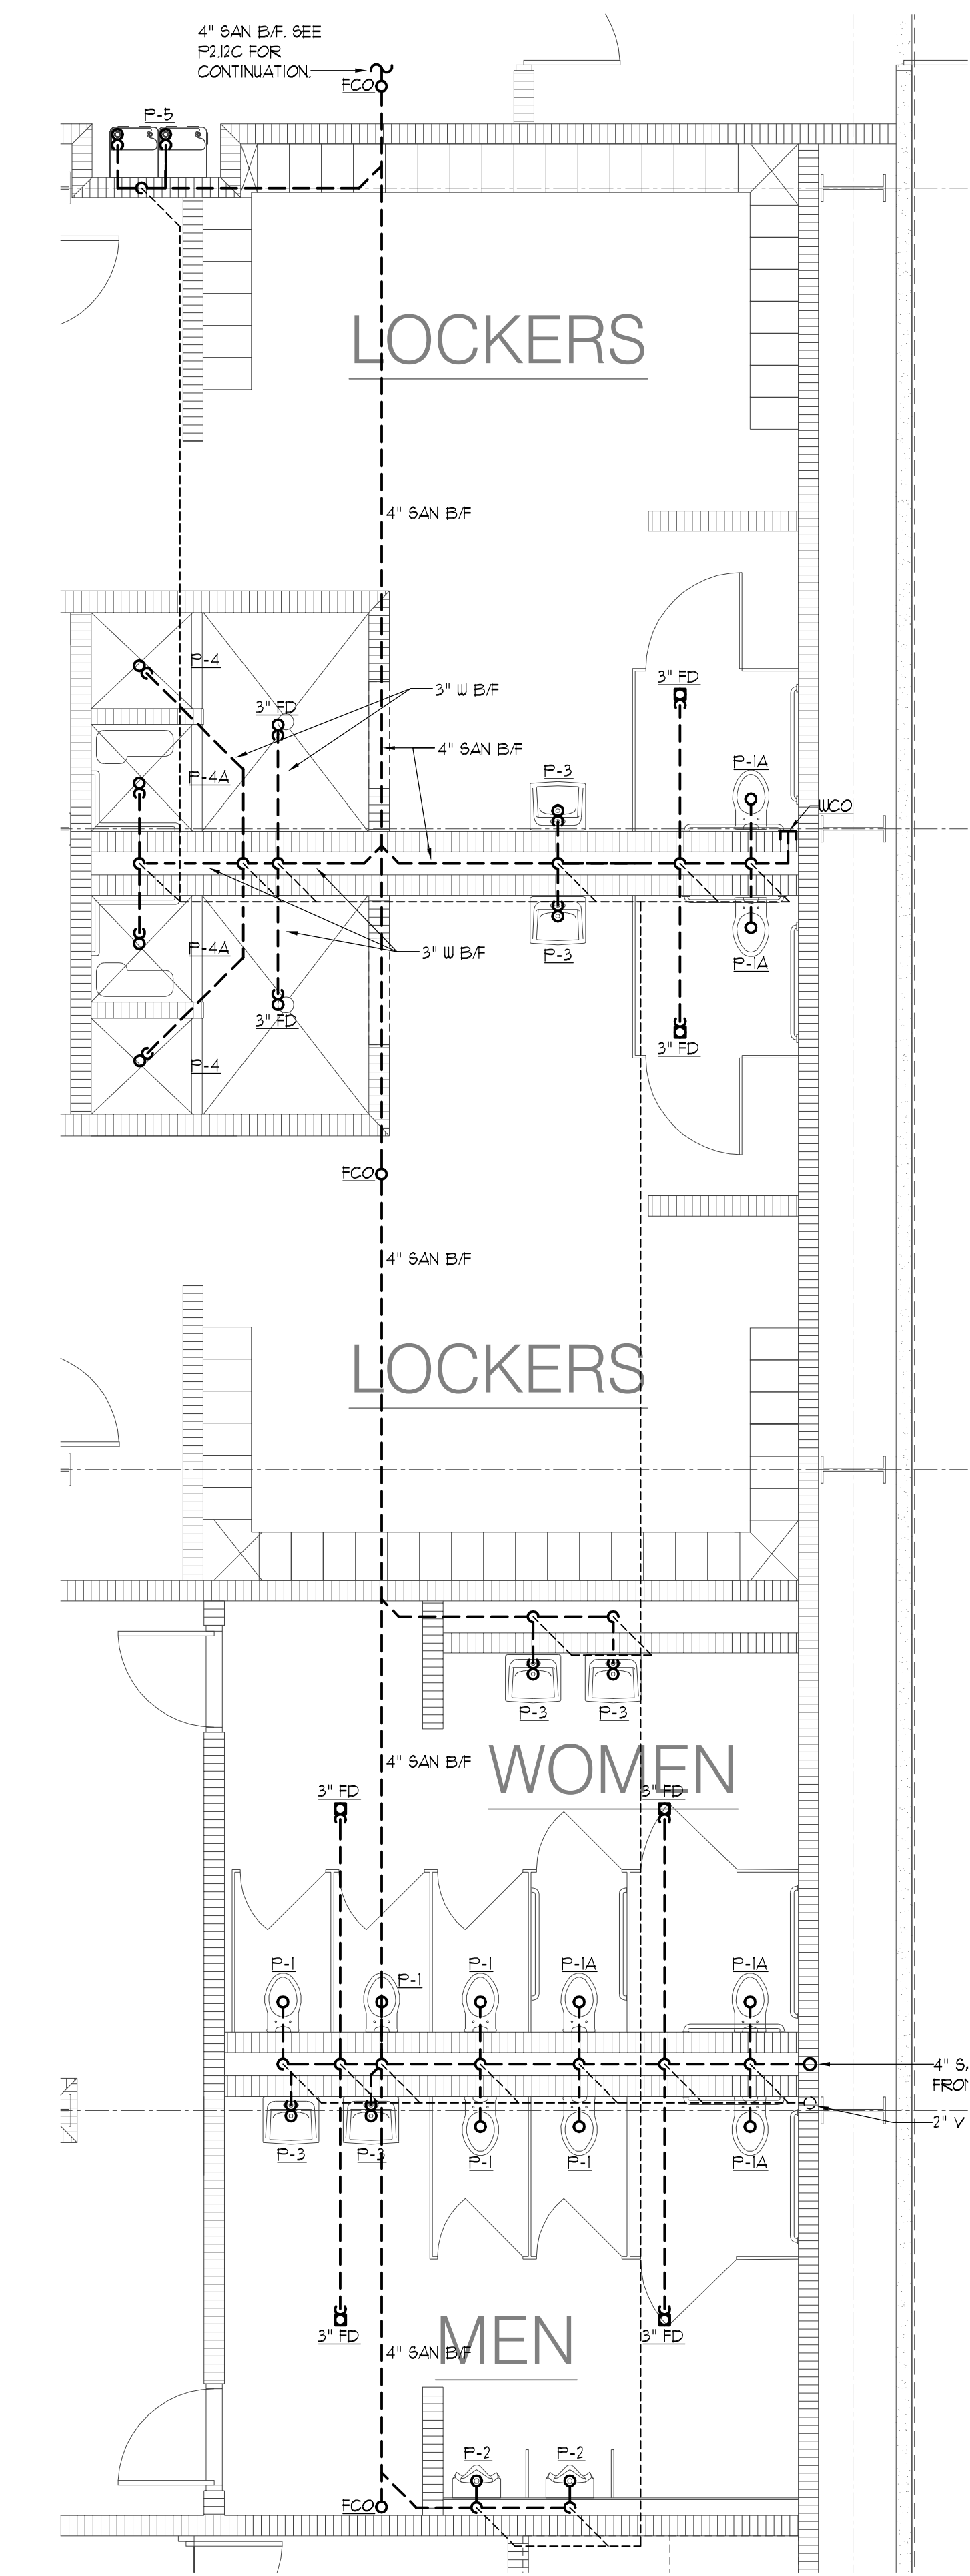 4" SAN B/F. SEE
P2.12C FOR
CONTINUATION.
FCO
P-5
LOCKERS
4" SAN B/F
P-4
3" W B/F
3" FD
3" FD
4" SAN B/F
P-4A
P-3
P-1A
WCO
P-4A
3" W B/F
P-3
P-1A
3" FD
3" FD
P-4
FCO
4" SAN B/F
LOCKERS
P-3
P-3
4" SAN B/F
WOMEN
3" FD
3" FD
P-1
P-1
P-1
P-1A
P-1A
4"
FRO
2" V
P-3
P-3
P-1
P-1
P-1A
3" FD
3" FD
4" SAN B/F
MEN
P-2
P-2
FCO